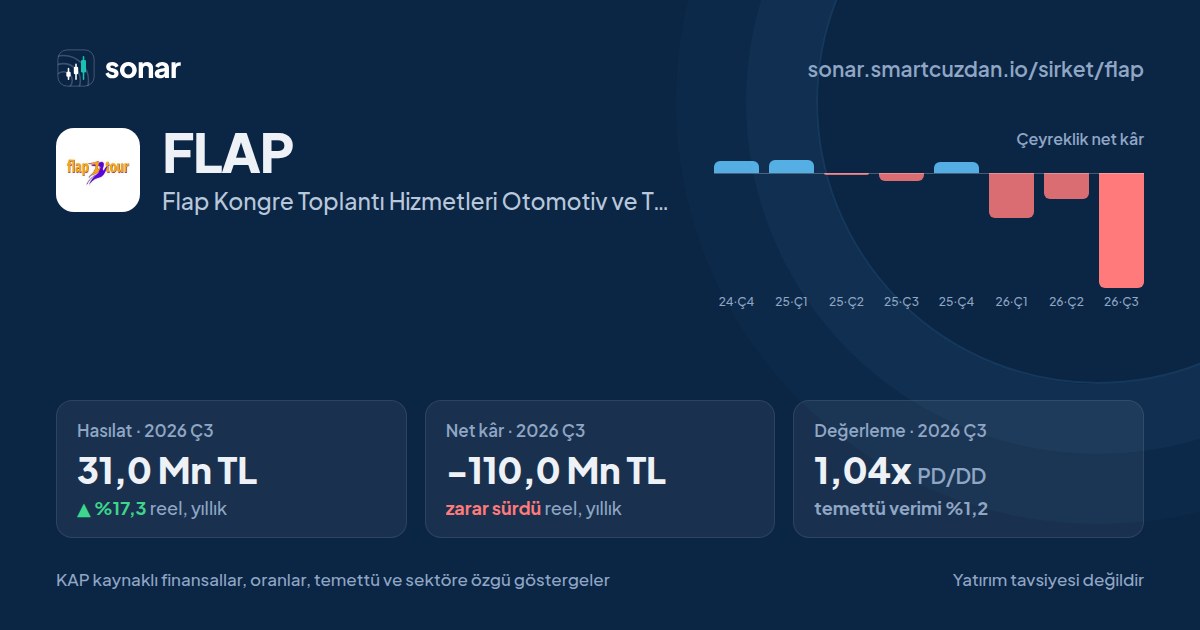 sonar
sonar.smartcuzdan.io/sirket/flap
flap tour
FLAP
Flap Kongre Toplantı Hizmetleri Otomotiv ve T...
Çeyreklik net kâr
24·Ç4 25·Ç1 25·Ç2 25·Ç3 25·Ç4 26·Ç1 26·Ç2 26·Ç3
Hasılat · 2026 Ç3
31,0 Mn TL
▲ %17,3 reel, yıllık
Net kâr · 2026 Ç3
−110,0 Mn TL
zarar sürdü reel, yıllık
Değerleme · 2026 Ç3
1,04x PD/DD
temettü verimi %1,2
KAP kaynaklı finansallar, oranlar, temettü ve sektöre özgü göstergeler
Yatırım tavsiyesi değildir